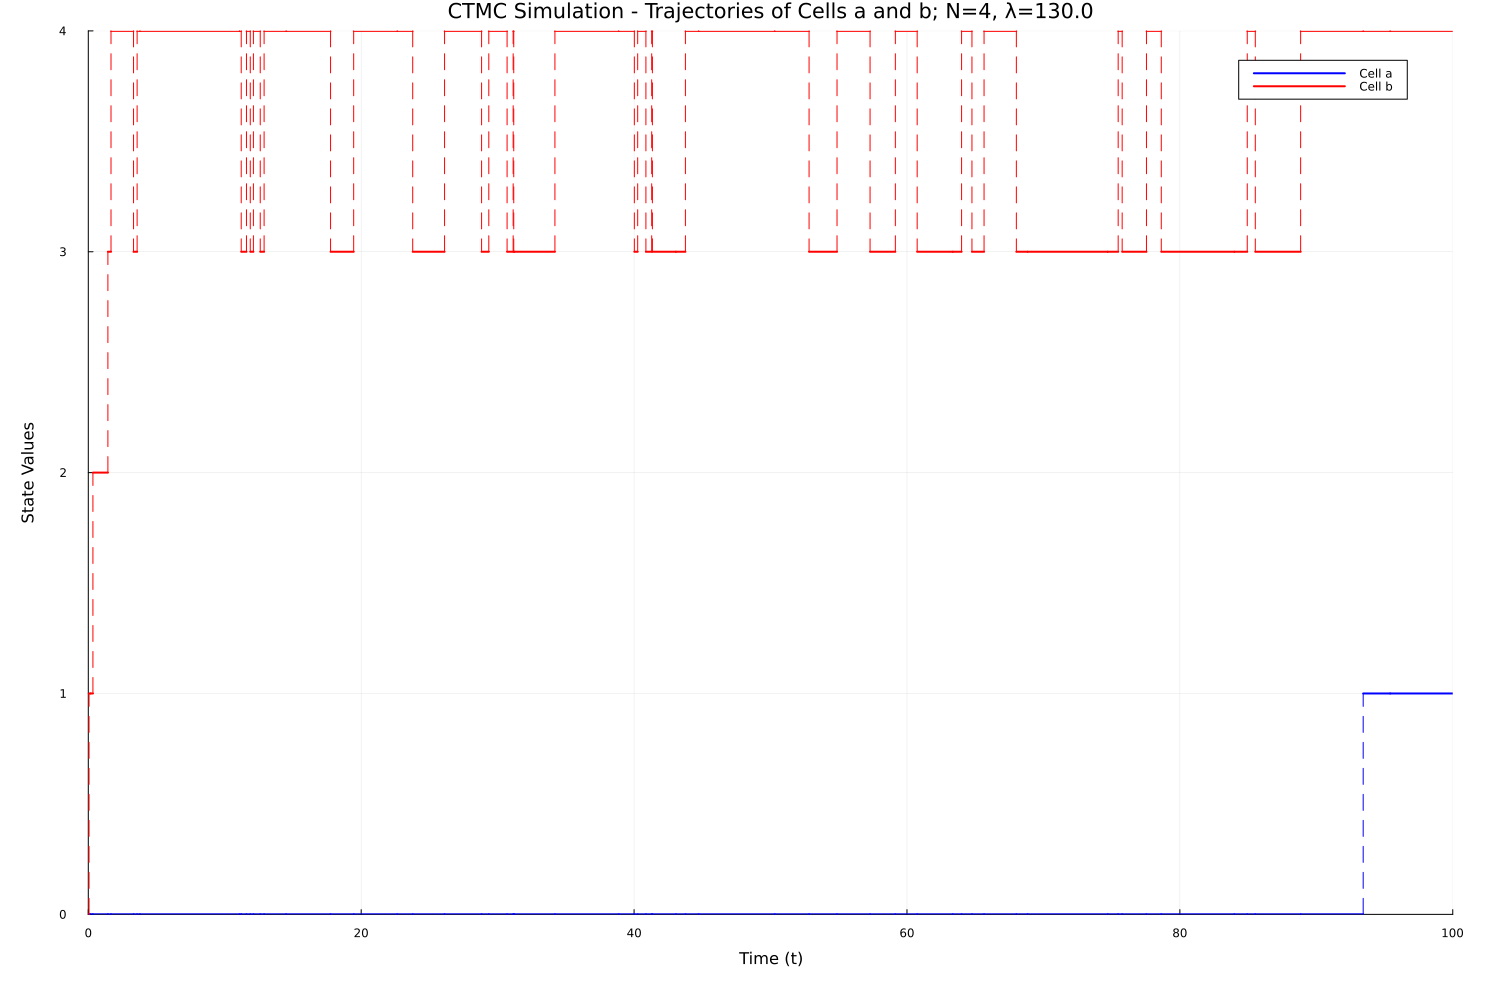 CTMC Simulation - Trajectories of Cells a and b; N=4, λ=130.0
4
Cell a
Cell b
3
State Values
2
1
0
0 20 40 60 80 100
Time (t)